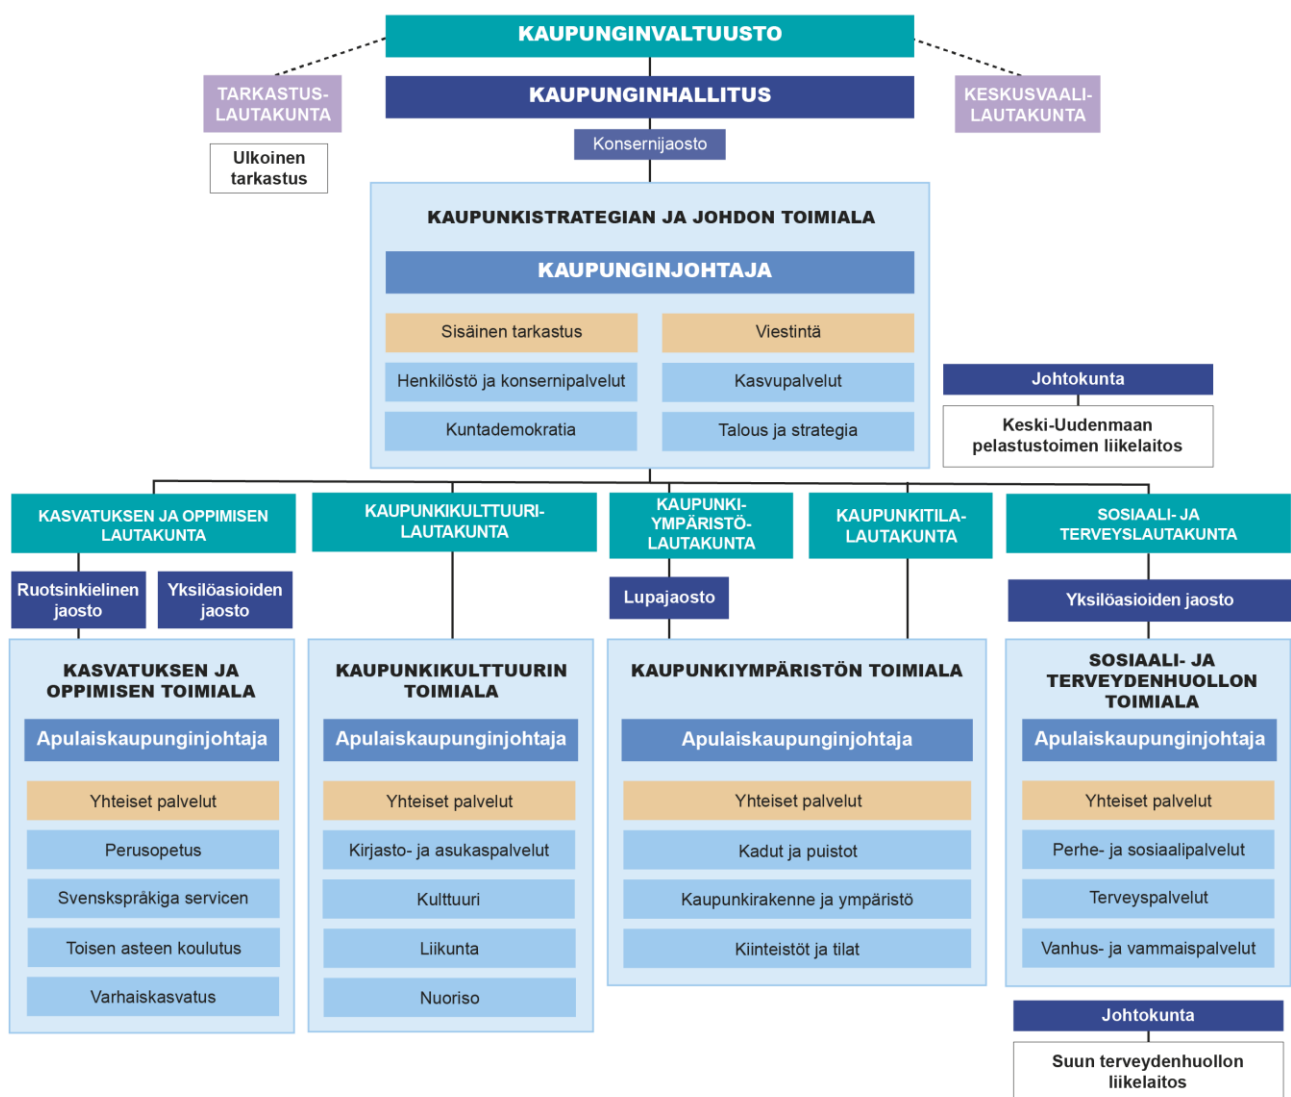 KAUPUNGINVALTUUSTO
TARKASTUS-
LAUTAKUNTA
KAUPUNGINHALLITUS
KESKUSVAALI-
LAUTAKUNTA
Ulkoinen
tarkastus
Konsernijaosto
KAUPUNKISTRATEGIAN JA JOHDON TOIMIALA
KAUPUNGINJOHTAJA
Sisäinen tarkastus
Viestintä
Henkilöstö ja konsernipalvelut
Kasvupalvelut
Kuntademokratia
Talous ja strategia
Johtokunta
Keski-Uudenmaan
pelastustoimen liikelaitos
KASVATUKSEN JA OPPIMISEN
LAUTAKUNTA
KAUPUNKIKULTTUURI-
LAUTAKUNTA
KAUPUNKI-
YMPÄRISTÖ-
LAUTAKUNTA
KAUPUNKITILA-
LAUTAKUNTA
SOSIAALI- JA
TERVEYSLAUTAKUNTA
Ruotsinkielinen
jaosto
Yksilöasioiden
jaosto
Lupajaosto
Yksilöasioiden jaosto
KASVATUKSEN JA
OPPIMISEN TOIMIALA
Apulaiskaupunginjohtaja
Yhteiset palvelut
Perusopetus
Svenskspråkiga servicen
Toisen asteen koulutus
Varhaiskasvatus
KAUPUNKIKULTTUURIN
TOIMIALA
Apulaiskaupunginjohtaja
Yhteiset palvelut
Kirjasto- ja asukaspalvelut
Kulttuuri
Liikunta
Nuoriso
KAUPUNKIYMPÄRISTÖN TOIMIALA
Apulaiskaupunginjohtaja
Yhteiset palvelut
Kadut ja puistot
Kaupunkirakenne ja ympäristö
Kiinteistöt ja tilat
SOSIAALI- JA
TERVEYDENHUOLLON
TOIMIALA
Apulaiskaupunginjohtaja
Yhteiset palvelut
Perhe- ja sosiaalipalvelut
Terveyspalvelut
Vanhus- ja vammaispalvelut
Johtokunta
Suun terveydenhuollon
liikelaitos